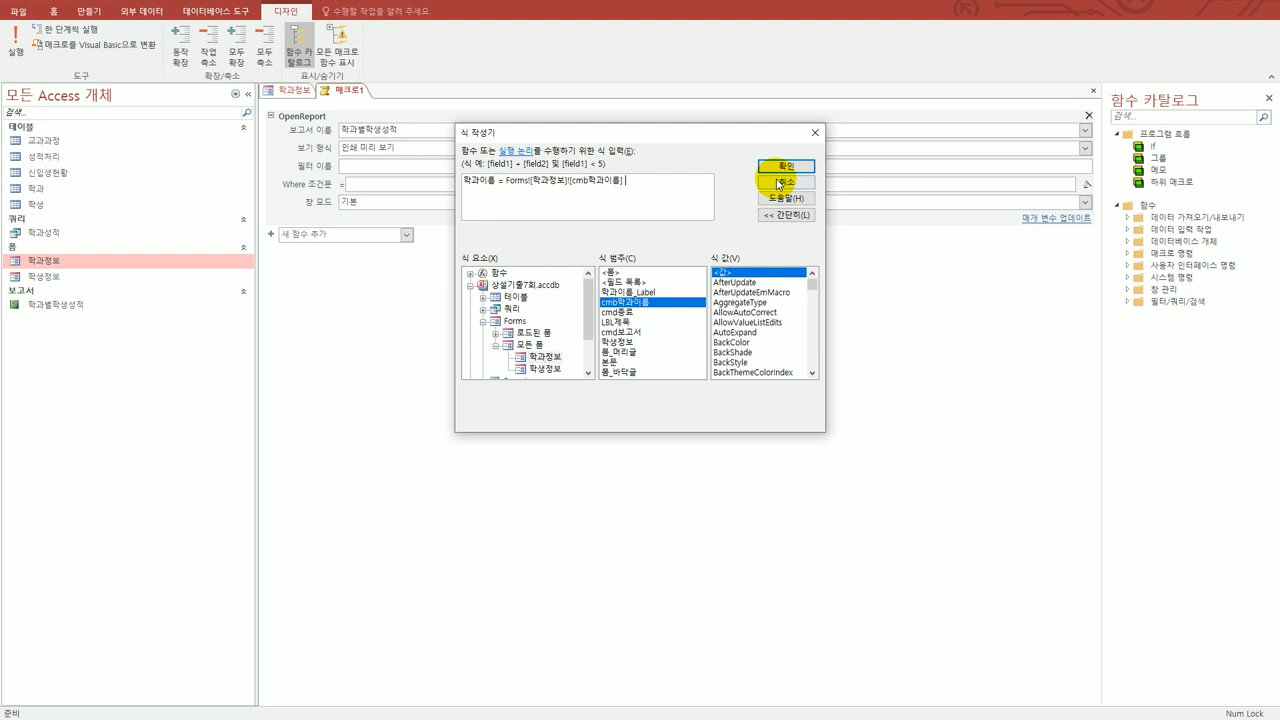 파일 홈 만들기 외부 데이터 데이터베이스 도구 디자인 수행할 작업을 알려 주세요.
실행
한 단계씩 실행
매크로를 Visual Basic으로 변환
도구
동작 확장
작업 축소
모두 확장
모두 축소
확장/축소
함수 카탈로그
모든 매크로 함수 표시
표시/숨기기
모든 Access 개체
검색...
테이블
교과과정
성적처리
신입생현황
학과
학생
쿼리
학과성적
폼
학과정보
학생정보
보고서
학과별학생성적
학과정보 매크로1
OpenReport
보고서 이름 학과별학생성적
보기 형식 인쇄 미리 보기
필터 이름
Where 조건문 =
창 모드 기본
매개 변수 업데이트
새 함수 추가
식 작성기
함수 또는 실행 논리를 수행하기 위한 식 입력(E):
(식 예: [field1] + [field2] 및 [field1] < 5)
학과이름 = Forms![학과정보]![cmb학과이름]
확인
취소
도움말(H)
<< 간단히(L)
식 요소(X)
함수
상설기출7회.accdb
테이블
쿼리
Forms
로드된 폼
모든 폼
학과정보
학생정보
식 범주(C)
<폼>
<필드 목록>
학과이름_Label
cmb학과이름
cmd종료
LBL제목
cmd보고서
학생정보
폼_머리글
본문
폼_바닥글
식 값(V)
<값>
AfterUpdate
AfterUpdateEmMacro
AggregateType
AllowAutoCorrect
AllowValueListEdits
AutoExpand
BackColor
BackShade
BackStyle
BackThemeColorIndex
함수 카탈로그
검색...
프로그램 흐름
If
그룹
메모
하위 매크로
함수
데이터 가져오기/내보내기
데이터 입력 작업
데이터베이스 개체
매크로 명령
사용자 인터페이스 명령
시스템 명령
창 관리
필터/쿼리/검색
준비
Num Lock